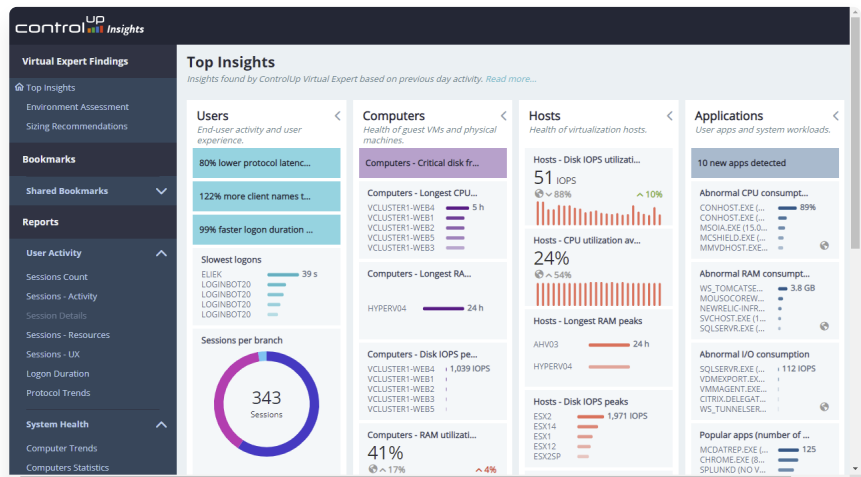 controlup Insights
Virtual Expert Findings
Top Insights
Environment Assessment
Sizing Recommendations
Bookmarks
Shared Bookmarks
Reports
User Activity
Sessions Count
Sessions - Activity
Session Details
Sessions - Resources
Sessions - UX
Logon Duration
Protocol Trends
System Health
Computer Trends
Computers Statistics
Top Insights
Insights found by ControlUp Virtual Expert based on previous day activity. Read more...
Users
End-user activity and user
experience.
80% lower protocol latenc...
122% more client names t...
99% faster logon duration ...
Slowest logons
ELIEK 39 s
LOGINBOT20
LOGINBOT20
LOGINBOT20
LOGINBOT20
Sessions per branch
343
Sessions
Computers
Health of guest VMs and physical
machines.
Computers - Critical disk fr...
Computers - Longest CPU...
VCLUSTER1-WEB4 5 h
VCLUSTER1-WEB1
VCLUSTER1-WEB2
VCLUSTER1-WEB5
VCLUSTER1-WEB3
Computers - Longest RA...
HYPERV04 24 h
Computers - Disk IOPS pe...
VCLUSTER1-WEB4 1,039 IOPS
VCLUSTER1-WEB1
VCLUSTER1-WEB2
VCLUSTER1-WEB3
VCLUSTER1-WEB5
Computers - RAM utilizati...
41%
17% 4%
Hosts
Health of virtualization hosts.
Hosts - Disk IOPS utilizati...
51 IOPS
88% 10%
Hosts - CPU utilization av...
24%
54%
Hosts - Longest RAM peaks
AHV03 24 h
HYPERV04
Hosts - Disk IOPS peaks
ESX2 1,971 IOPS
ESX14
ESX1
ESX12
ESX2SP
Applications
User apps and system workloads.
10 new apps detected
Abnormal CPU consumpt...
CONHOST.EXE (... 89%
CONHOST.EXE (...
MSOIA.EXE (15.0...
MCSHIELD.EXE (...
MMVDHOST.EXE...
Abnormal RAM consumpt...
WS_TOMCATSE... 3.8 GB
MOUSOCOREW...
NEWRELIC-INFR...
SVCHOST.EXE (1...
SQLSERVR.EXE (...
Abnormal I/O consumption
SQLSERVR.EXE (... 112 IOPS
VDMEXPORT.EX...
VMMAGENT.EXE...
CITRIX.DELEGAT...
WS_TUNNELSER...
Popular apps (number of ...
MCDATREP.EXE (... 125
CHROME.EXE (8...
SPLUNKD (NO V...